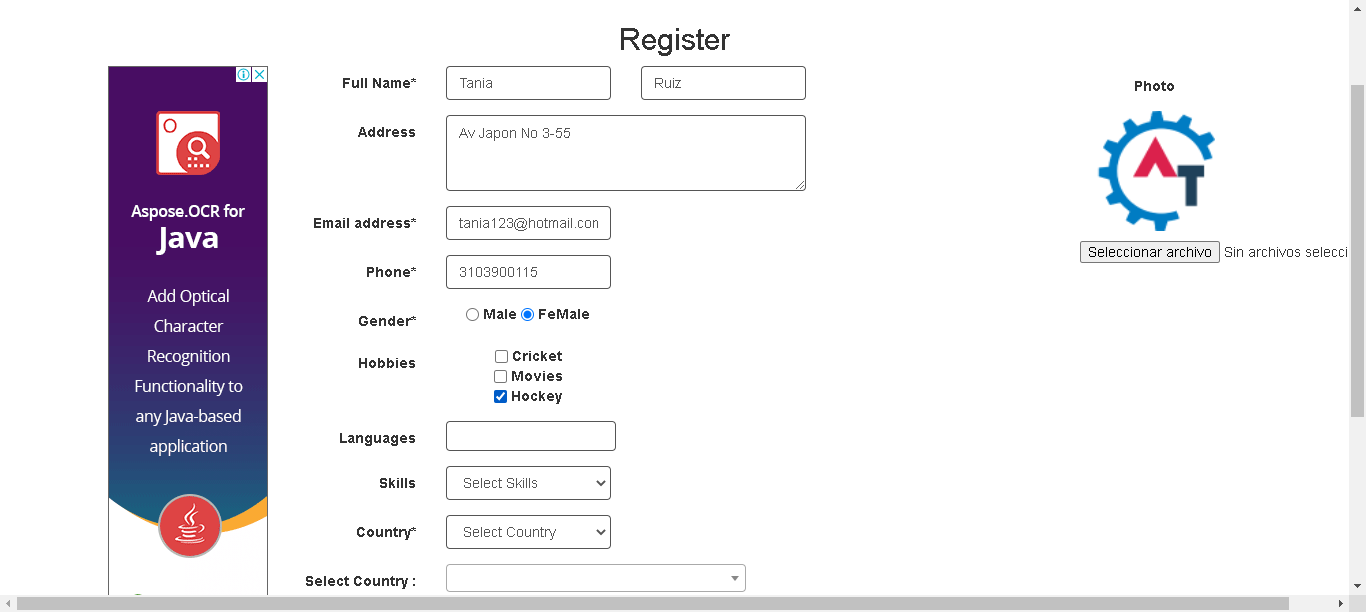 Register
Full Name*
Tania
Ruiz
Address
Av Japon No 3-55
Email address*
tania123@hotmail.con
Phone*
3103900115
Gender*
Male FeMale
Hobbies
Cricket
Movies
Hockey
Languages
Skills
Select Skills
Country*
Select Country
Select Country :
Photo
AT
Seleccionar archivo Sin archivos selecci
Aspose.OCR for
Java
Add Optical
Character
Recognition
Functionality to
any Java-based
application